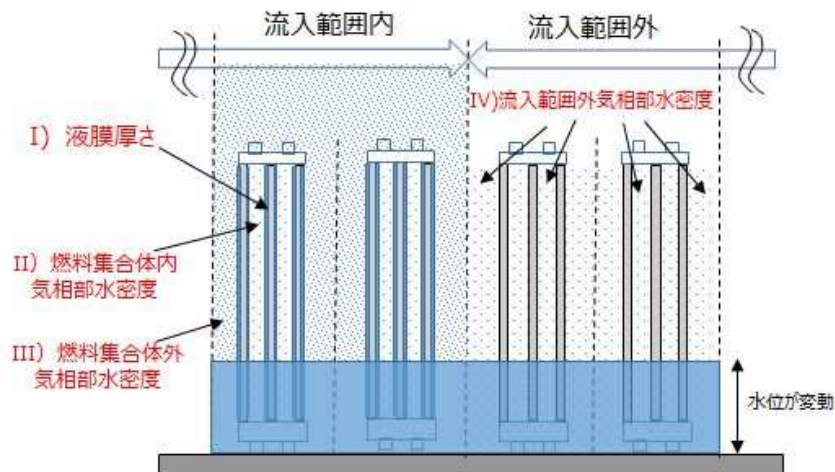 流入範囲内
流入範囲外
IV)流入範囲外気相部水密度
I) 液膜厚さ
II) 燃料集合体内
気相部水密度
III) 燃料集合体外
気相部水密度
水位が変動